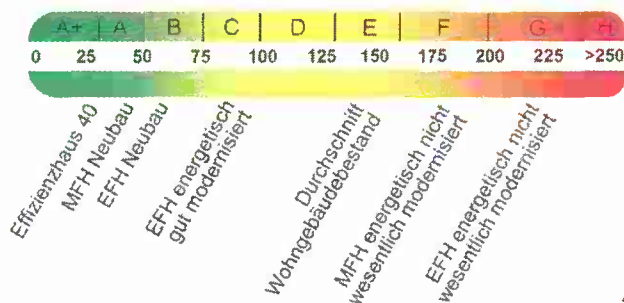 A+ A B C D E F G H
0 25 50 75 100 125 150 175 200 225 >250
Effizienzhaus 40
MFH Neubau
EFH Neubau
EFH energetisch
gut modernisiert
Durchschnitt
Wohngebäudebestand
MFH energetisch nicht
wesentlich modernisiert
EFH energetisch nicht
wesentlich modernisiert